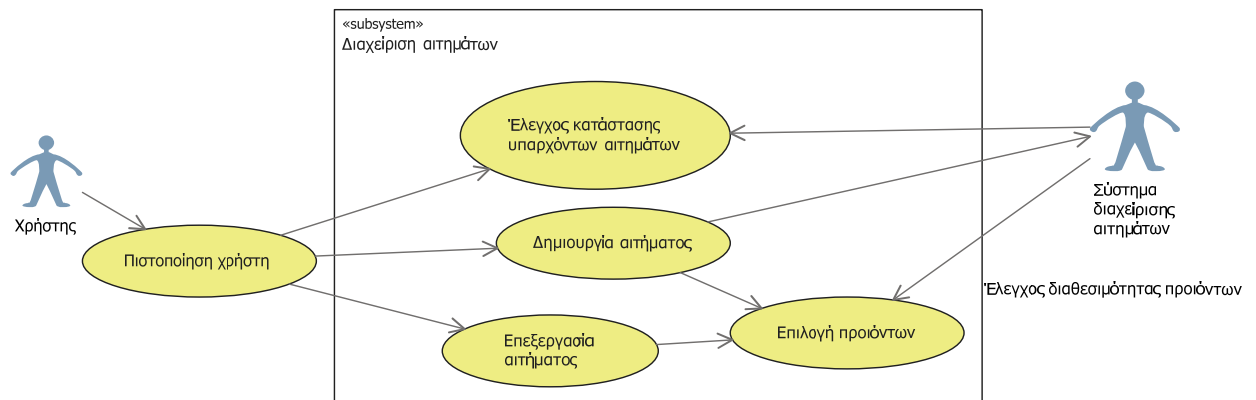 «subsystem»
Διαχείριση αιτημάτων
Έλεγχος κατάστασης
υπαρχόντων αιτημάτων
Χρήστης
Πιστοποίηση χρήστη
Δημιουργία αιτήματος
Σύστημα
διαχείρισης
αιτημάτων
Έλεγχος διαθεσιμότητας προιόντων
Επεξεργασία
αιτήματος
Επιλογή προιόντων